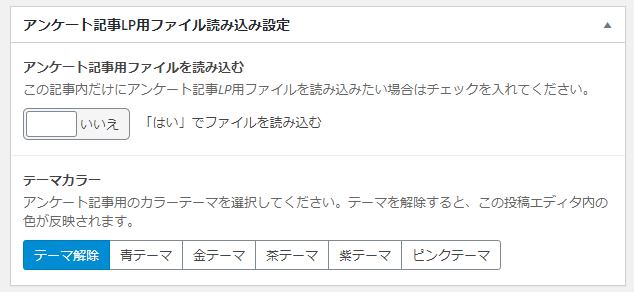 アンケート記事LP用ファイル読み込み設定
アンケート記事用ファイルを読み込む
この記事内だけにアンケート記事LP用ファイルを読み込みたい場合はチェックを入れてください。
いいえ 「はい」でファイルを読み込む
テーマカラー
アンケート記事用のカラーテーマを選択してください。テーマを解除すると、この投稿エディタ内の
色が反映されます。
テーマ解除 青テーマ 金テーマ 茶テーマ 紫テーマ ピンクテーマ